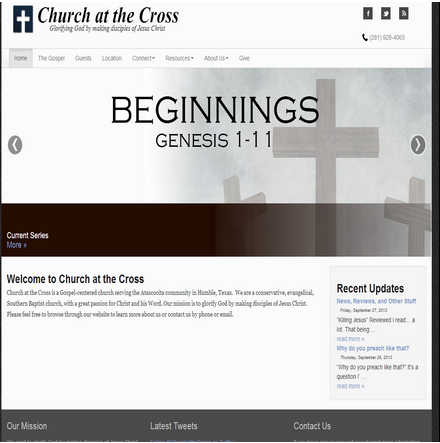 Church at the Cross
Glorifying God by making disciples of Jesus Christ
(281) 928-4065
Home The Gospel Guests Location Connect Resources About Us Give
BEGINNINGS
GENESIS 1-11
Current Series
More »
Welcome to Church at the Cross
Church at the Cross is a Gospel-centered church serving the Atascocita community in Humble, Texas. We are a conservative, evangelical,
Southern Baptist church, with a great passion for Christ and his Word. Our mission is to glorify God by making disciples of Jesus Christ.
Please feel free to browse through our website to learn more about us or contact us by phone or email.
Recent Updates
News, Reviews, and Other Stuff
Friday, September 27, 2013
"Killing Jesus" Reviewed I read... a
lot. That being ...
read more »
Why do you preach like that?
Thursday, September 26, 2013
"Why do you preach like that?" It's a
question I' ...
read more »
Our Mission Latest Tweets Contact Us